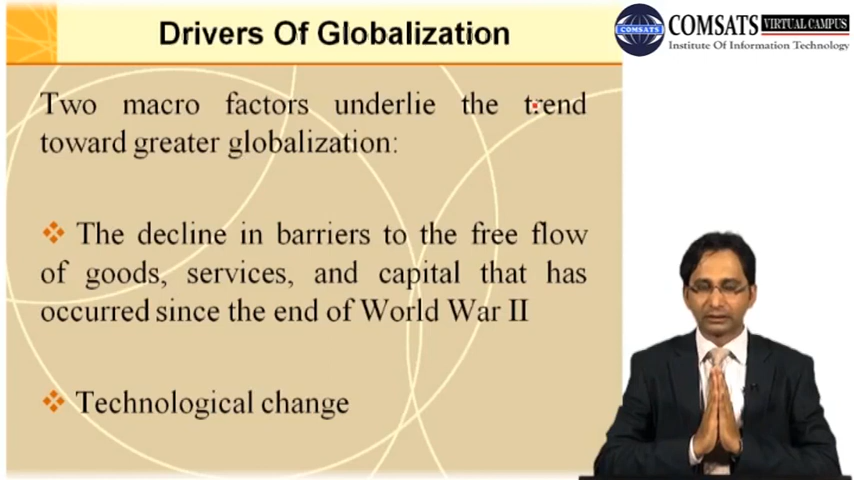 Drivers Of Globalization
COMSATS VIRTUAL CAMPUS
Institute Of Information Technology
COMSATS
Two macro factors underlie the trend
toward greater globalization:
The decline in barriers to the free flow
of goods, services, and capital that has
occurred since the end of World War II
Technological change